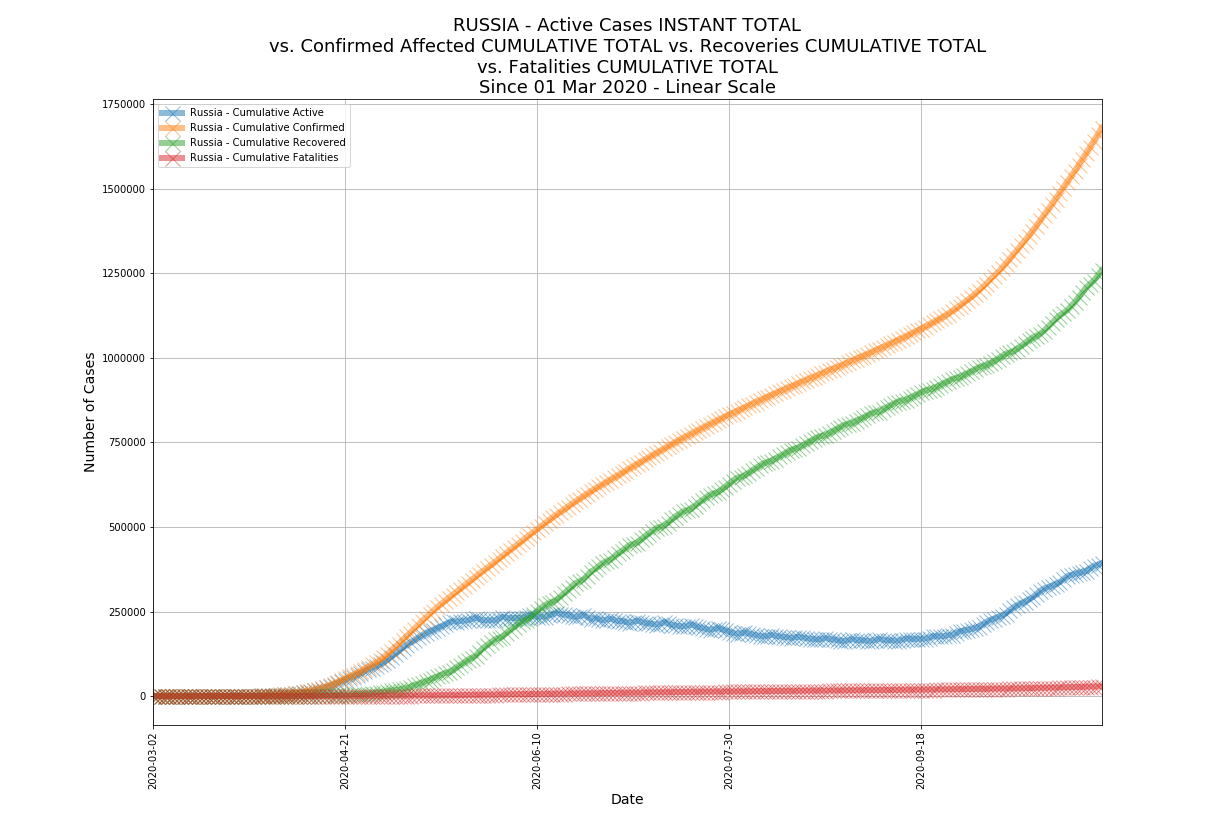 RUSSIA - Active Cases INSTANT TOTAL
vs. Confirmed Affected CUMULATIVE TOTAL vs. Recoveries CUMULATIVE TOTAL
vs. Fatalities CUMULATIVE TOTAL
Since 01 Mar 2020 - Linear Scale
Russia - Cumulative Active
Russia - Cumulative Confirmed
Russia - Cumulative Recovered
Russia - Cumulative Fatalities
Number of Cases
1750000
1500000
1250000
1000000
750000
500000
250000
0
2020-03-02
2020-04-21
2020-06-10
2020-07-30
2020-09-18
Date